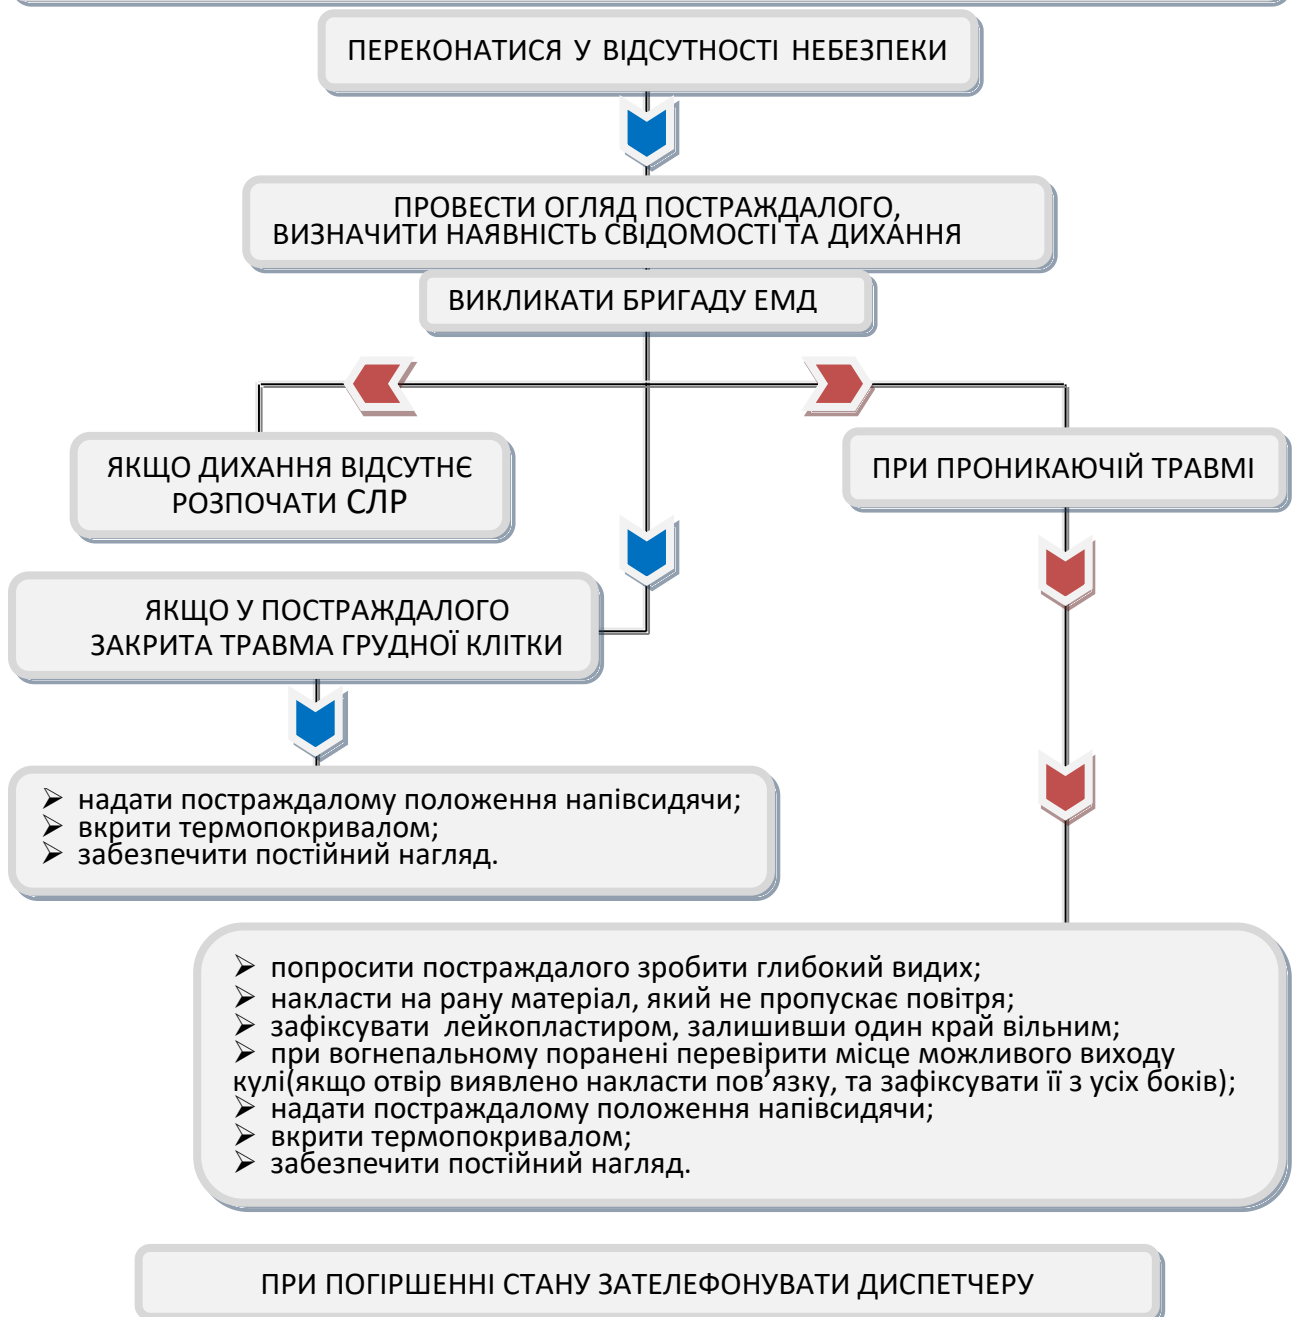 ПЕРЕКОНАТИСЯ У ВІДСУТНОСТІ НЕБЕЗПЕКИ
ПРОВЕСТИ ОГЛЯД ПОСТРАЖДАЛОГО,
ВИЗНАЧИТИ НАЯВНІСТЬ СВІДОМОСТІ ТА ДИХАННЯ
ВИКЛИКАТИ БРИГАДУ ЕМД
ЯКЩО ДИХАННЯ ВІДСУТНЄ
РОЗПОЧАТИ СЛР
ПРИ ПРОНИКАЮЧІЙ ТРАВМІ
ЯКЩО У ПОСТРАЖДАЛОГО
ЗАКРИТА ТРАВМА ГРУДНОЇ КЛІТКИ
➢ надати постраждалому положення напівсидячи;
➢ вкрити термопокривалом;
➢ забезпечити постійний нагляд.
➢ попросити постраждалого зробити глибокий видих;
➢ накласти на рану матеріал, який не пропускає повітря;
➢ зафіксувати лейкопластиром, залишивши один край вільним;
➢ при вогнепальному поранені перевірити місце можливого виходу
кулі(якщо отвір виявлено накласти пов’язку, та зафіксувати її з усіх боків);
➢ надати постраждалому положення напівсидячи;
➢ вкрити термопокривалом;
➢ забезпечити постійний нагляд.
ПРИ ПОГІРШЕННІ СТАНУ ЗАТЕЛЕФОНУВАТИ ДИСПЕТЧЕРУ